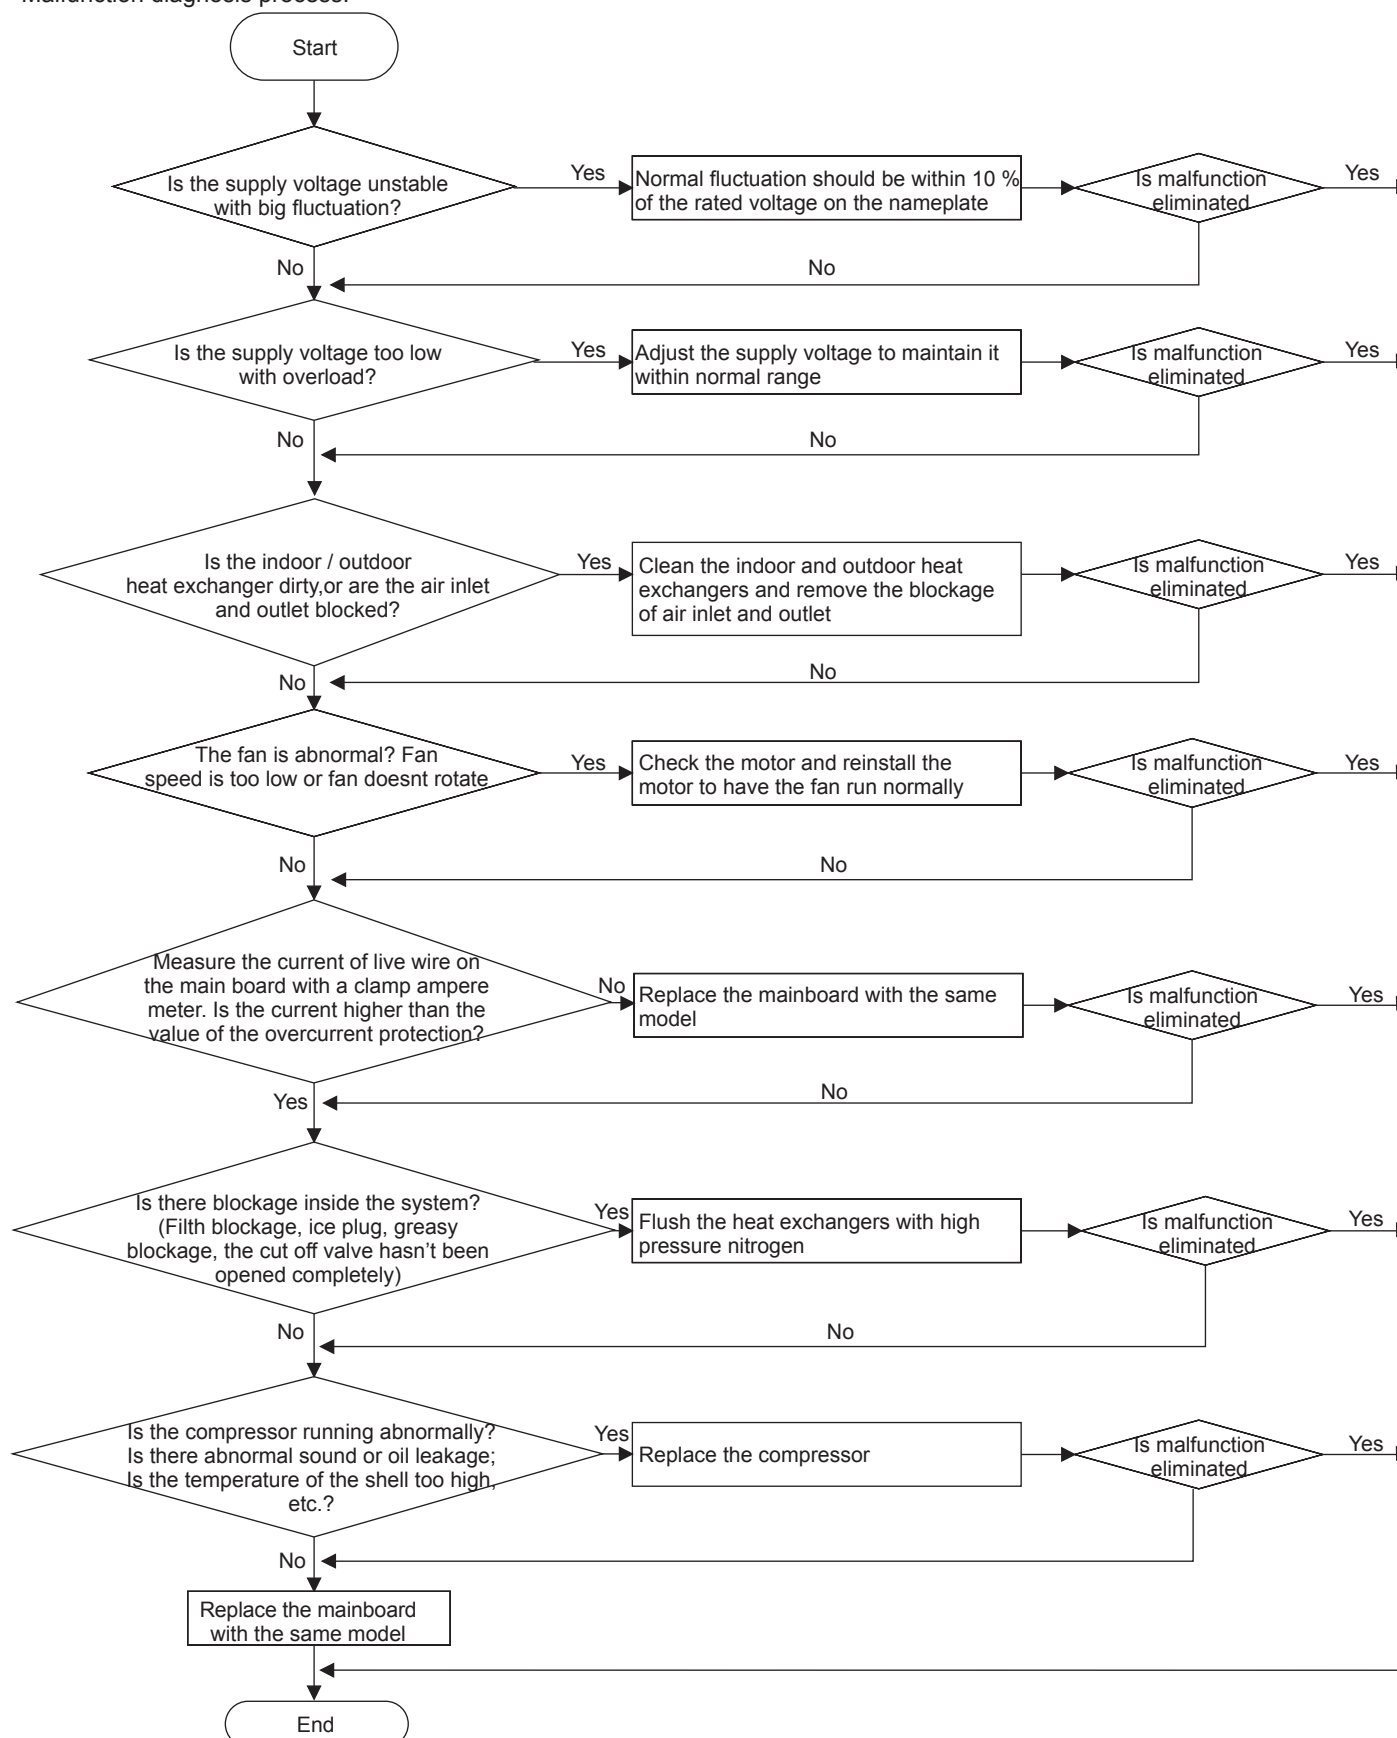 Malfunction diagnosis process:
Start
Is the supply voltage unstable
with big fluctuation?
Yes
Normal fluctuation should be within 10 %
of the rated voltage on the nameplate
Is malfunction
eliminated
Yes
No
No
Is the supply voltage too low
with overload?
Yes
Adjust the supply voltage to maintain it
within normal range
Is malfunction
eliminated
Yes
No
No
Is the indoor / outdoor
heat exchanger dirty,or are the air inlet
and outlet blocked?
Yes
Clean the indoor and outdoor heat
exchangers and remove the blockage
of air inlet and outlet
Is malfunction
eliminated
Yes
No
No
The fan is abnormal? Fan
speed is too low or fan doesnt rotate
Yes
Check the motor and reinstall the
motor to have the fan run normally
Is malfunction
eliminated
Yes
No
No
Measure the current of live wire on
the main board with a clamp ampere
meter. Is the current higher than the
value of the overcurrent protection?
No
Replace the mainboard with the same
model
Is malfunction
eliminated
Yes
No
Yes
Is there blockage inside the system?
(Filth blockage, ice plug, greasy
blockage, the cut off valve hasn’t been
opened completely)
Yes
Flush the heat exchangers with high
pressure nitrogen
Is malfunction
eliminated
Yes
No
No
Is the compressor running abnormally?
Is there abnormal sound or oil leakage;
Is the temperature of the shell too high,
etc.?
Yes
Replace the compressor
Is malfunction
eliminated
Yes
No
Replace the mainboard
with the same model
End